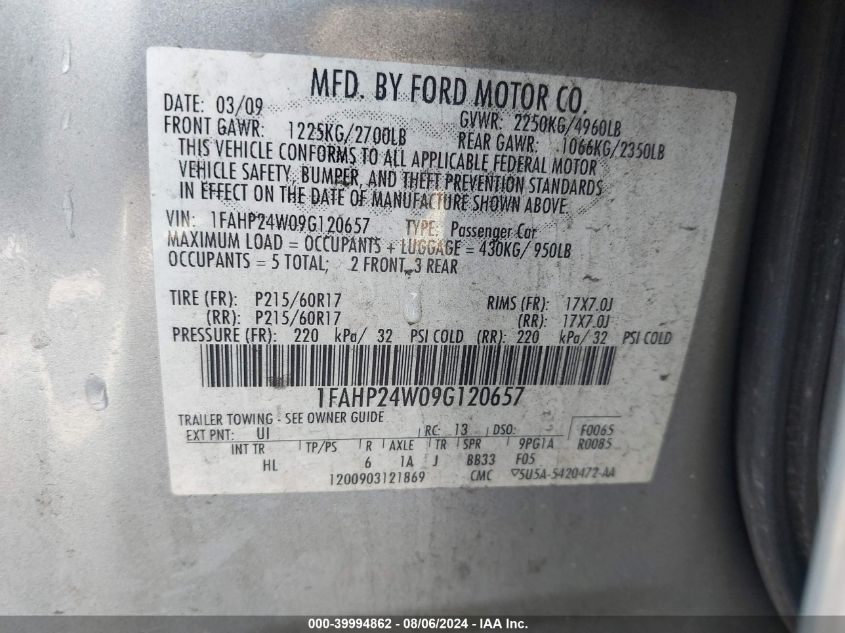 MFD. BY FORD MOTOR CO.
DATE: 03/09 GVWR: 2250KG/4960LB
FRONT GAWR: 1225KG/2700LB REAR GAWR: 1066KG/2350LB
THIS VEHICLE CONFORMS TO ALL APPLICABLE FEDERAL MOTOR
VEHICLE SAFETY, BUMPER, AND THEFT PREVENTION STANDARDS
IN EFFECT ON THE DATE OF MANUFACTURE SHOWN ABOVE.
VIN: 1FAHP24W09G120657 TYPE: Passenger Car
MAXIMUM LOAD = OCCUPANTS + LUGGAGE = 430KG/ 950LB
OCCUPANTS = 5 TOTAL; 2 FRONT, 3 REAR
TIRE (FR): P215/60R17 RIMS (FR): 17X7.0J
(RR): P215/60R17 (RR): 17X7.0J
PRESSURE (FR): 220 kPa/ 32 PSI COLD (RR): 220 kPa/ 32 PSI COLD
1FAHP24W09G120657
TRAILER TOWING - SEE OWNER GUIDE
EXT PNT: UI RC: 13 DSO: F0065
INT TR TP/PS R AXLE TR SPR 9PG1A R0085
HL 6 1A J BB33 F05
1200903121869 CMC 5U5A-5420472-AA
000-39994862 - 08/06/2024 - IAA Inc.